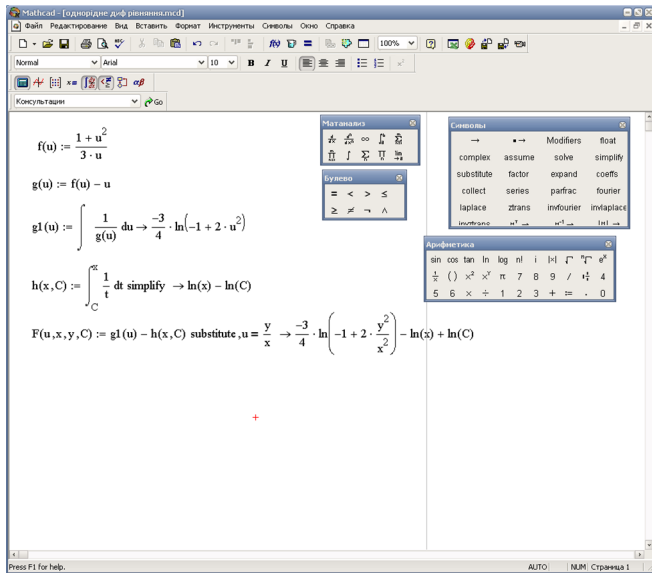 Mathcad - [однорідне диф рівняння.mcd]
Файл Редактирование Вид Вставить Формат Инструменты Символы Окно Справка
100%
Normal Arial 10 B I U
αβ
Консультации Go
f(u) := (1 + u^2)/(3 · u)
g(u) := f(u) − u
g1(u) := ∫ 1/g(u) du → −3/4 · ln(−1 + 2 · u^2)
h(x,C) := ∫_C^x 1/t dt simplify → ln(x) − ln(C)
F(u,x,y,C) := g1(u) − h(x,C) substitute,u = y/x → −3/4 · ln(−1 + 2 · y^2/x^2) − ln(x) + ln(C)
Матанализ
Булево
= < > ≤
≥ ≠ ¬ ∧
Символы
→ ▪→ Modifiers float
complex assume solve simplify
substitute factor expand coeffs
collect series parfrac fourier
laplace ztrans invfourier invlaplace
invztrans
Арифметика
sin cos tan ln log n! i |×| √ ⁿ√ e^x
1/x ( ) x² x^Y π 7 8 9 /  4
5 6 × ÷ 1 2 3 + := . 0
Press F1 for help.
AUTO NUM Страница 1